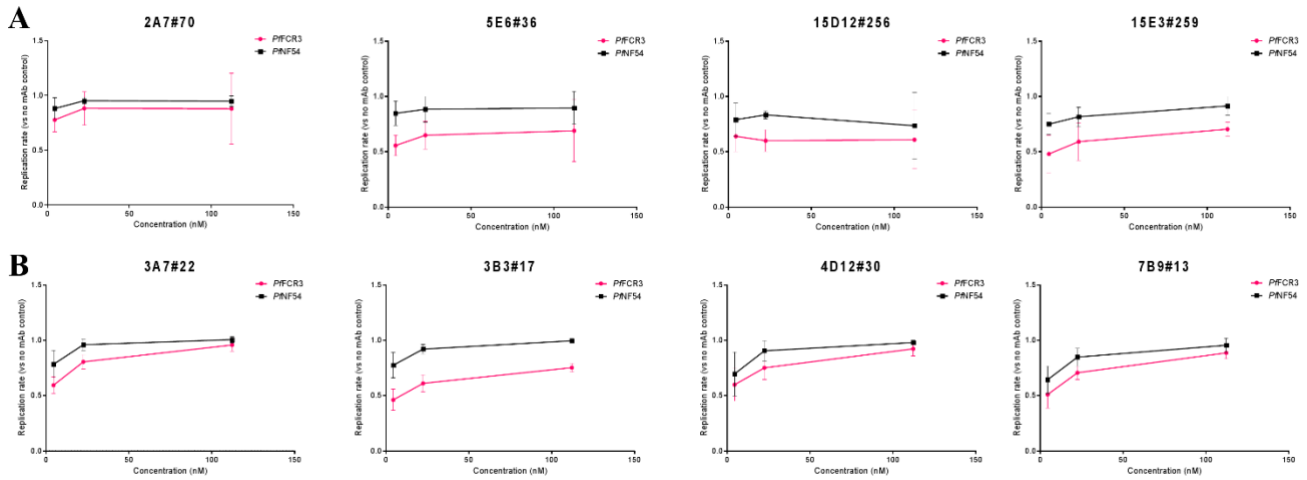 A
2A7#70
PfFCR3
PfNF54
Replication rate (vs no mAb control)
1.5
1.0
0.5
0.0
0
50
100
150
Concentration (nM)
5E6#36
PfFCR3
PfNF54
Replication rate (vs no mAb control)
1.5
1.0
0.5
0.0
0
50
100
150
Concentration (nM)
15D12#256
PfFCR3
PfNF54
Replication rate (vs no mAb control)
1.5
1.0
0.5
0.0
0
50
100
150
Concentration (nM)
15E3#259
PfFCR3
PfNF54
Replication rate (vs no mAb control)
1.5
1.0
0.5
0.0
0
50
100
150
Concentration (nM)
B
3A7#22
PfFCR3
PfNF54
Replication rate (vs no mAb control)
1.5
1.0
0.5
0.0
0
50
100
150
Concentration (nM)
3B3#17
PfFCR3
PfNF54
Replication rate (vs no mAb control)
1.5
1.0
0.5
0.0
0
50
100
150
Concentration (nM)
4D12#30
PfFCR3
PfNF54
Replication rate (vs no mAb control)
1.5
1.0
0.5
0.0
0
50
100
150
Concentration (nM)
7B9#13
PfFCR3
PfNF54
Replication rate (vs no mAb control)
1.5
1.0
0.5
0.0
0
50
100
150
Concentration (nM)